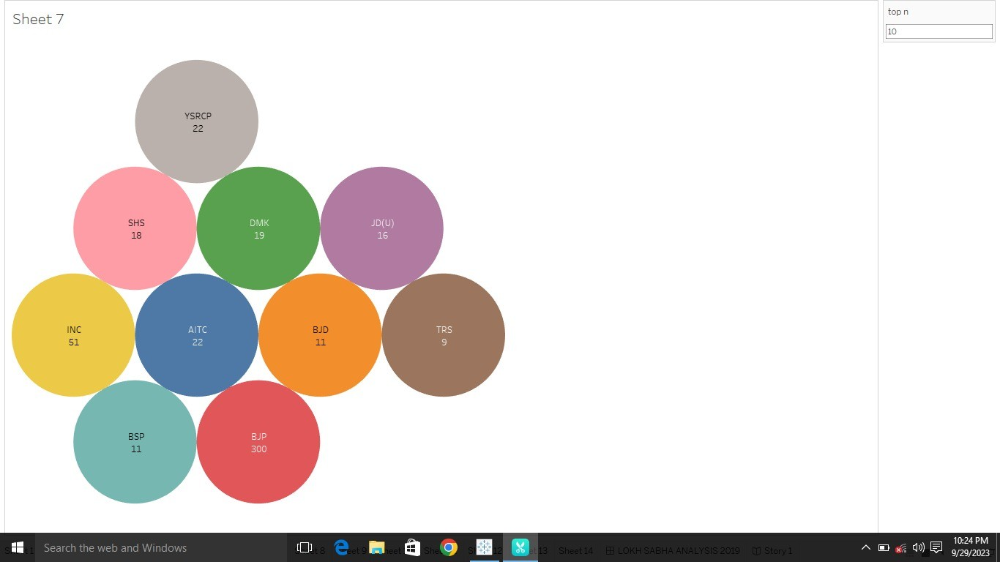 Sheet 7
top n
10
YSRCP
22
SHS
18
DMK
19
JD(U)
16
INC
51
AITC
22
BJD
11
TRS
9
BSP
11
BJP
300
Search the web and Windows
Sheet 14
LOKH SABHA ANALYSIS 2019
Story 1
10:24 PM
9/29/2023